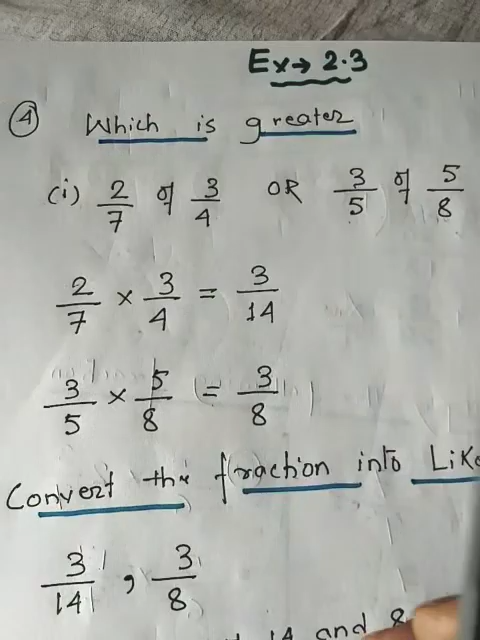 Ex→ 2.3
④ Which is greater
(i) 2/7 of 3/4 OR 3/5 of 5/8
2/7 × 3/4 = 3/14
3/5 × 5/8 = 3/8
Convert the fraction into Like
3/14 , 3/8
14 and 8